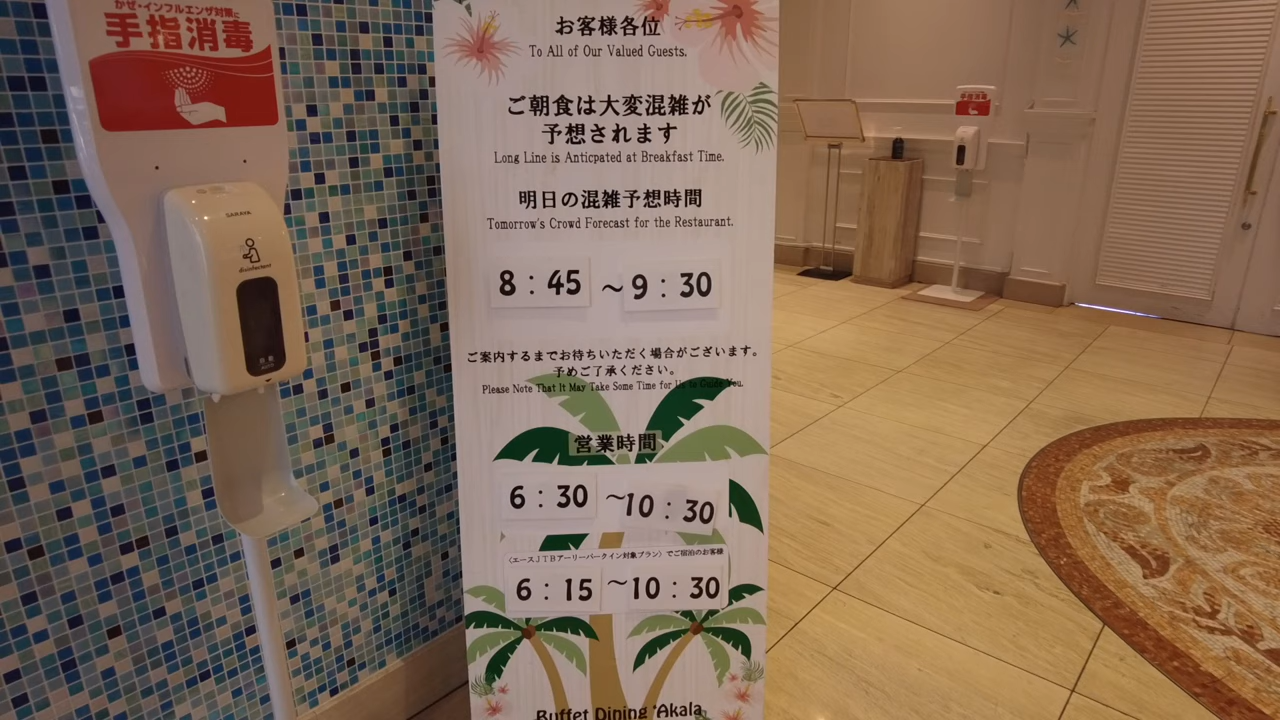 かぜ・インフルエンザ対策に
手指消毒
SARAYA
disinfectant
Auto
お客様各位
To All of Our Valued Guests.
ご朝食は大変混雑が
予想されます
Long Line is Anticpated at Breakfast Time.
明日の混雑予想時間
Tomorrow's Crowd Forecast for the Restaurant.
8:45 ~ 9:30
ご案内するまでお待ちいただく場合がございます。
予めご了承ください。
Please Note That It May Take Some Time for Us to Guide You.
営業時間
6:30 ~ 10:30
〈エースJTBアーリーパークイン対象プラン〉でご宿泊のお客様
6:15 ~ 10:30
Buffet Dining 'Akala
手指消毒